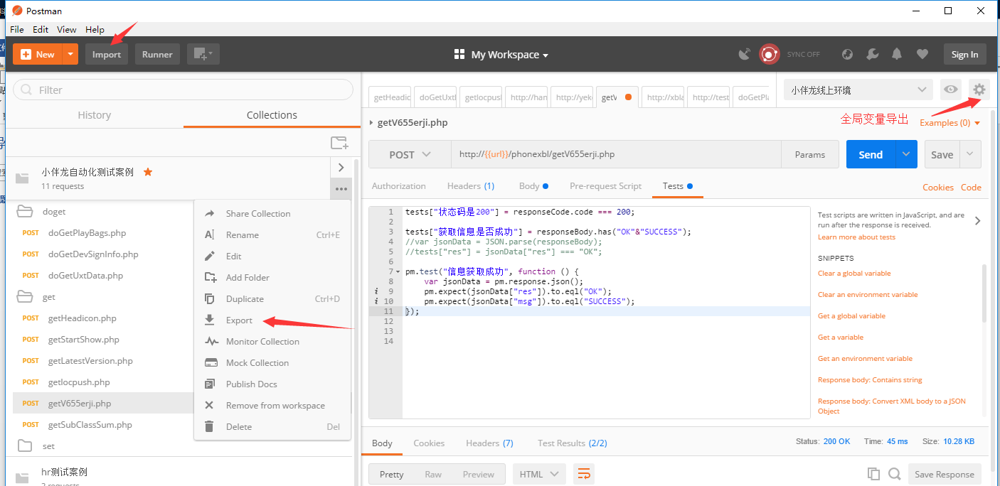 Postman
File Edit View Help
New Import Runner My Workspace SYNC OFF Sign In
Filter
History Collections
小伴龙自动化测试案例
11 requests
doget
POST doGetPlayBags.php
POST doGetDevSignInfo.php
POST doGetUxtData.php
get
POST getHeadicon.php
POST getStartShow.php
POST getLatestVersion.php
POST getlocpush.php
POST getV655erji.php
POST getSubClassSum.php
set
hr测试案例
2 requests
Share Collection
Rename Ctrl+E
Edit
Add Folder
Duplicate Ctrl+D
Export
Monitor Collection
Mock Collection
Publish Docs
Remove from workspace
Delete Del
getHeadic doGetUxtl getlocpush http://han http://yek getV http://xbla http://test doGetPla
小伴龙线上环境
全局变量导出
getV655erji.php Examples (0)
POST http://{{url}}/phonexbl/getV655erji.php Params Send Save
Authorization Headers (1) Body Pre-request Script Tests Cookies Code
1 tests["状态码是200"] = responseCode.code === 200;
2
3 tests["获取信息是否成功"] = responseBody.has("OK"&"SUCCESS");
4 //var jsonData = JSON.parse(responseBody);
5 //tests["res"] = jsonData["res"] === "OK";
6
7 pm.test("信息获取成功", function () {
8 var jsonData = pm.response.json();
9 pm.expect(jsonData["res"]).to.eql("OK");
10 pm.expect(jsonData["msg"]).to.eql("SUCCESS");
11 });
12
13
14
Test scripts are written in JavaScript, and are
run after the response is received.
Learn more about tests
SNIPPETS
Clear a global variable
Clear an environment variable
Get a global variable
Get a variable
Get an environment variable
Response body: Contains string
Response body: Convert XML body to a JSON
Object
Body Cookies Headers (7) Test Results (2/2) Status: 200 OK Time: 45 ms Size: 10.28 KB
Pretty Raw Preview HTML Save Response